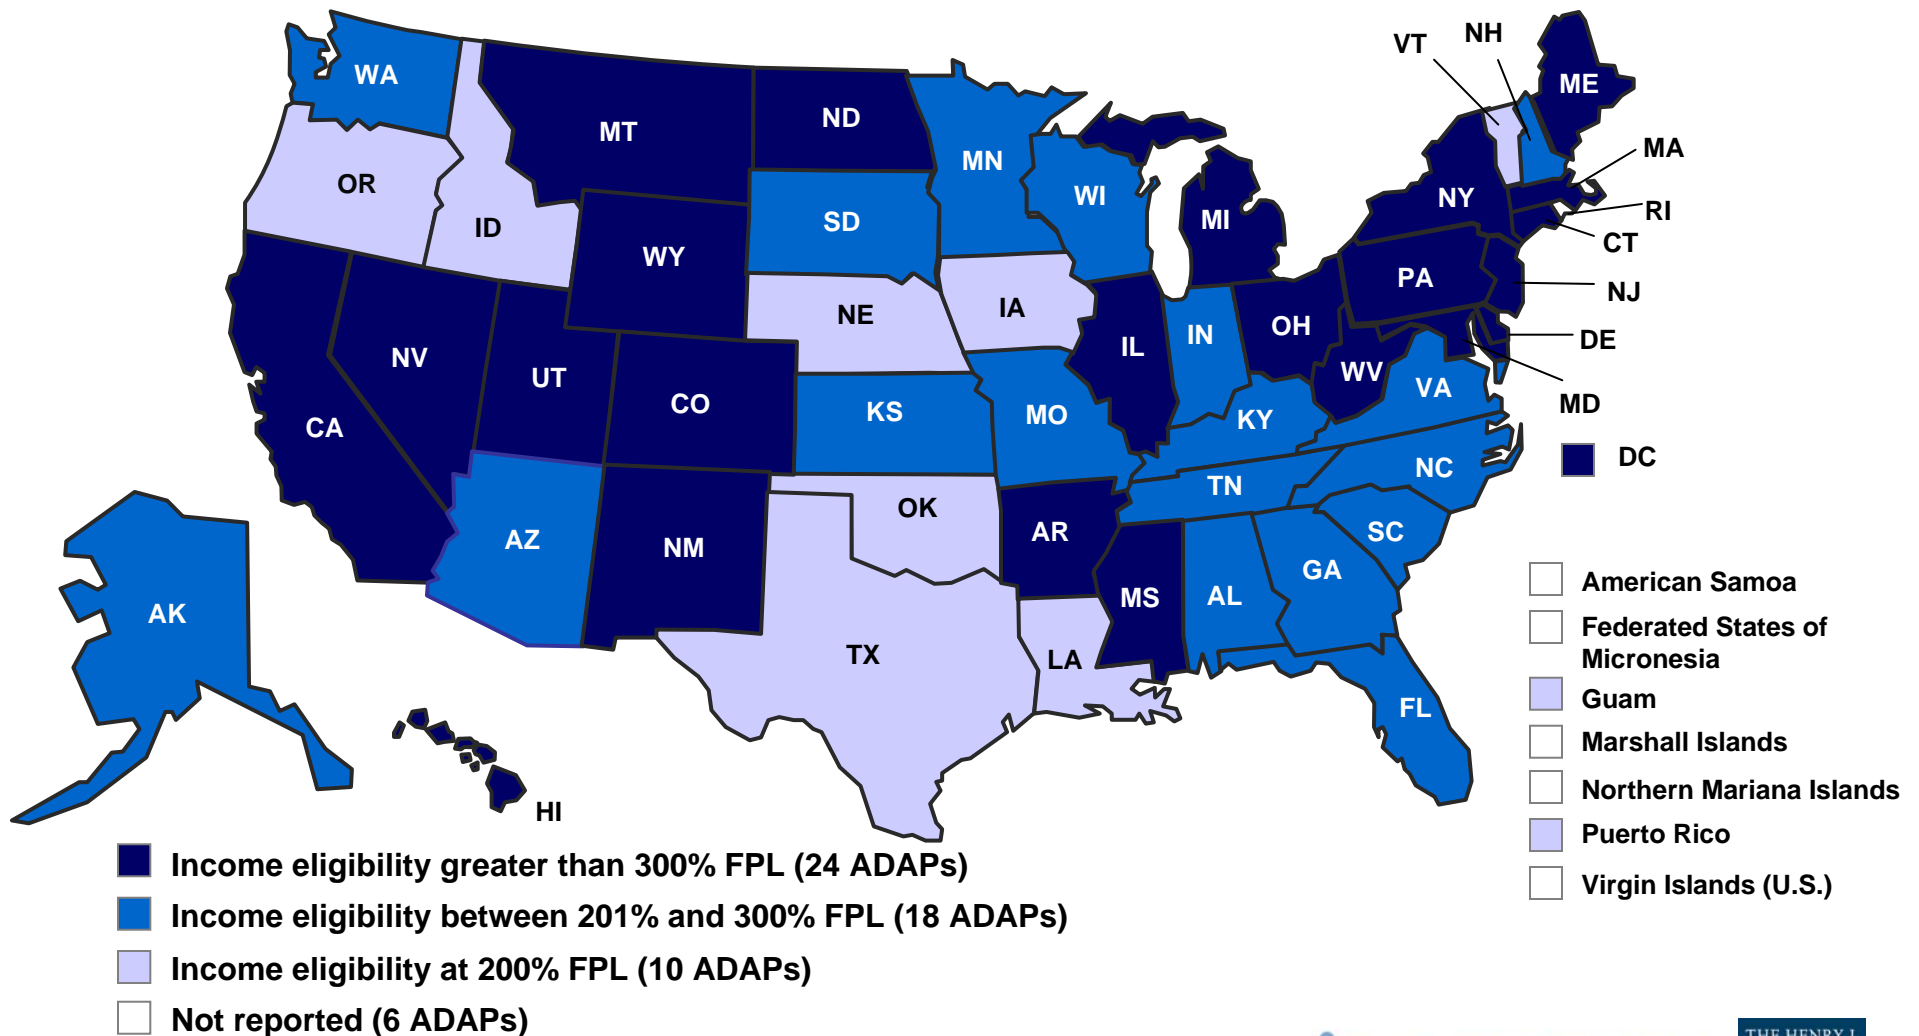 VT
NH
ME
WA
MT
ND
MN
OR
ID
WI
MI
NY
MA
RI
CT
SD
WY
PA
NJ
NE
IA
IL
IN
OH
DE
NV
UT
CO
WV
VA
MD
CA
KS
MO
KY
DC
TN
NC
OK
AR
SC
AZ
NM
GA
AL
MS
AK
TX
LA
FL
HI
American Samoa
Federated States of
Micronesia
Guam
Marshall Islands
Northern Mariana Islands
Puerto Rico
Virgin Islands (U.S.)
Income eligibility greater than 300% FPL (24 ADAPs)
Income eligibility between 201% and 300% FPL (18 ADAPs)
Income eligibility at 200% FPL (10 ADAPs)
Not reported (6 ADAPs)
THE HENRY J.